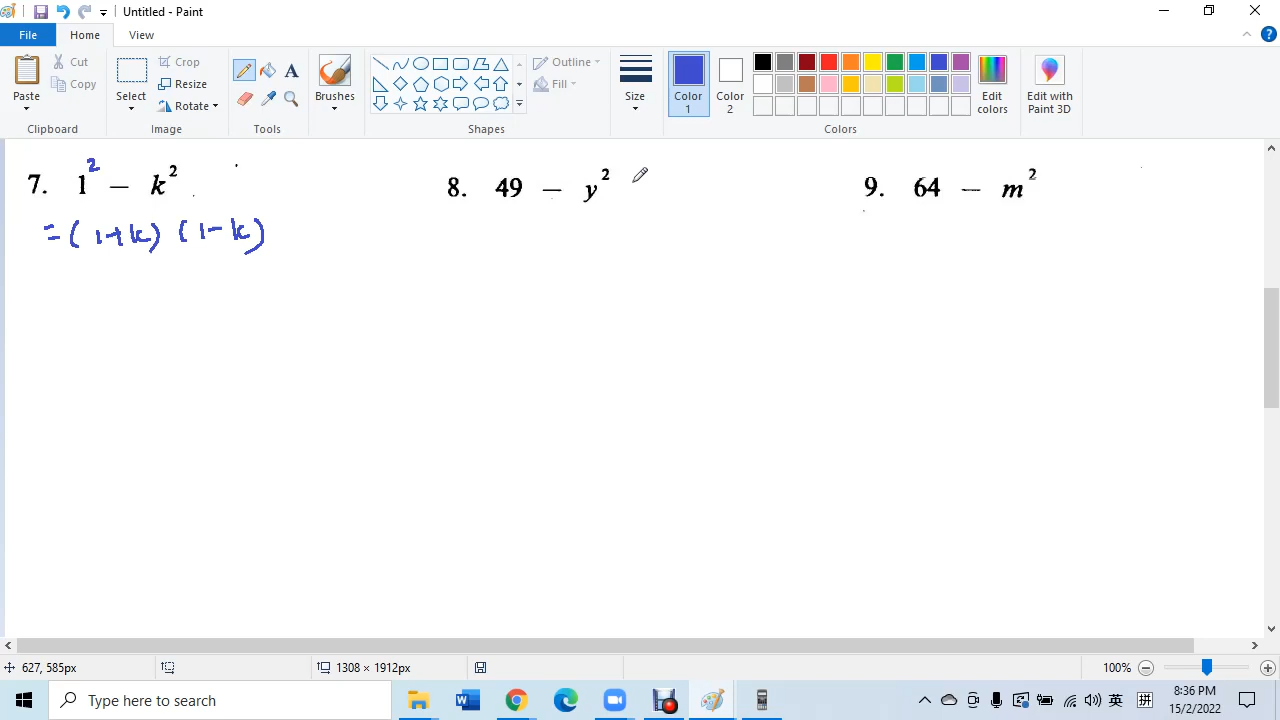 Untitled - Paint
File Home View
Paste
Cut
Copy
Clipboard
Select
Crop
Resize
Rotate
Image
Tools
Brushes
Outline
Fill
Shapes
Size
Color 1
Color 2
Edit colors
Colors
Edit with Paint 3D
7. 1² − k²
= (1+k) (1−k)
8. 49 − y²
9. 64 − m²
627, 585px
1308 × 1912px
100%
Type here to search
英
拼
8:36 PM
15/2/2022